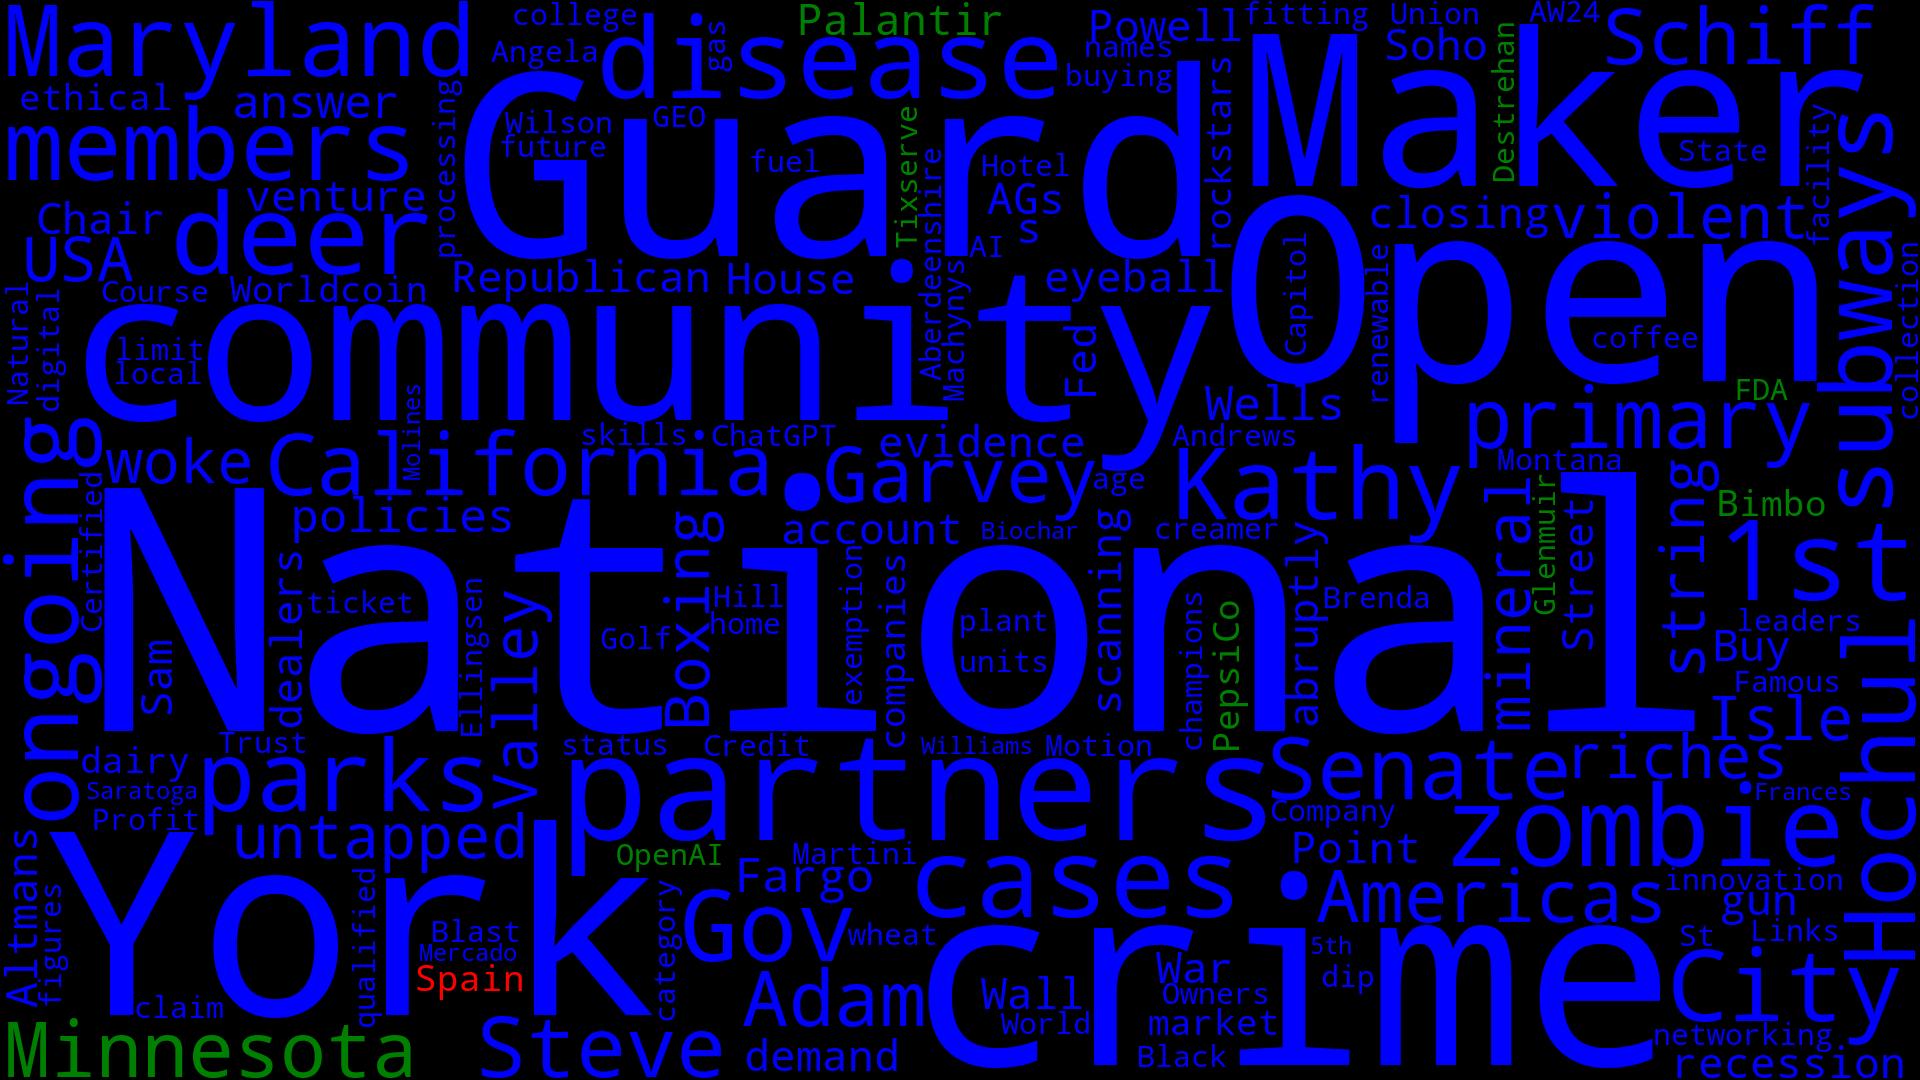 Maryland
college
Angela
disease
gas
Palantir
Powell
names
buying
fitting
Union
AW24
Soho
Schiff
ethical
answer
members
processing
Guard
Wilson
future
GEO
fuel
Tixserve
Aberdeenshire
Hotel
AGs
s
AI
rockstars
Maker
Destrehan
State
facility
subways
Chair
venture
deer
USA
Course
Worldcoin
Republican
House
Machynys
eyeball
Open
Capitol
renewable
closing
violent
coffee
collection
Natural
digital
community
limit
local
Molines
Fed
Wells
FDA
primary
ongoing
Certified
woke
California
skills
ChatGPT
evidence
Garvey
age
Andrews
Kathy
Montana
Glenmuir
Street
string
Bimbo
1st
policies
account
Biochar
creamer
National
Sam
dealers
ticket
Ellingsen
Valley
Golf
Boxing
Hill
home
exemption
companies
plant
units
scanning
champions
PepsiCo
abruptly
Brenda
mineral
leaders
Buy
Famous
Isle
Hochul
dairy
Trust
Saratoga
Profit
parks
status
Credit
Williams
Motion
partners
Senate
riches
Company
Frances
zombie
Altmans
figures
untapped
OpenAI
Martini
Fargo
Point
York
claim
qualified
Blast
Mercado
Spain
category
Gov
wheat
cases
Americas
innovation
gun
St
Links
crime
5th
dip
War
Owners
Wall
World
market
Black
City
networking
recession
Minnesota
Steve
Adam
demand